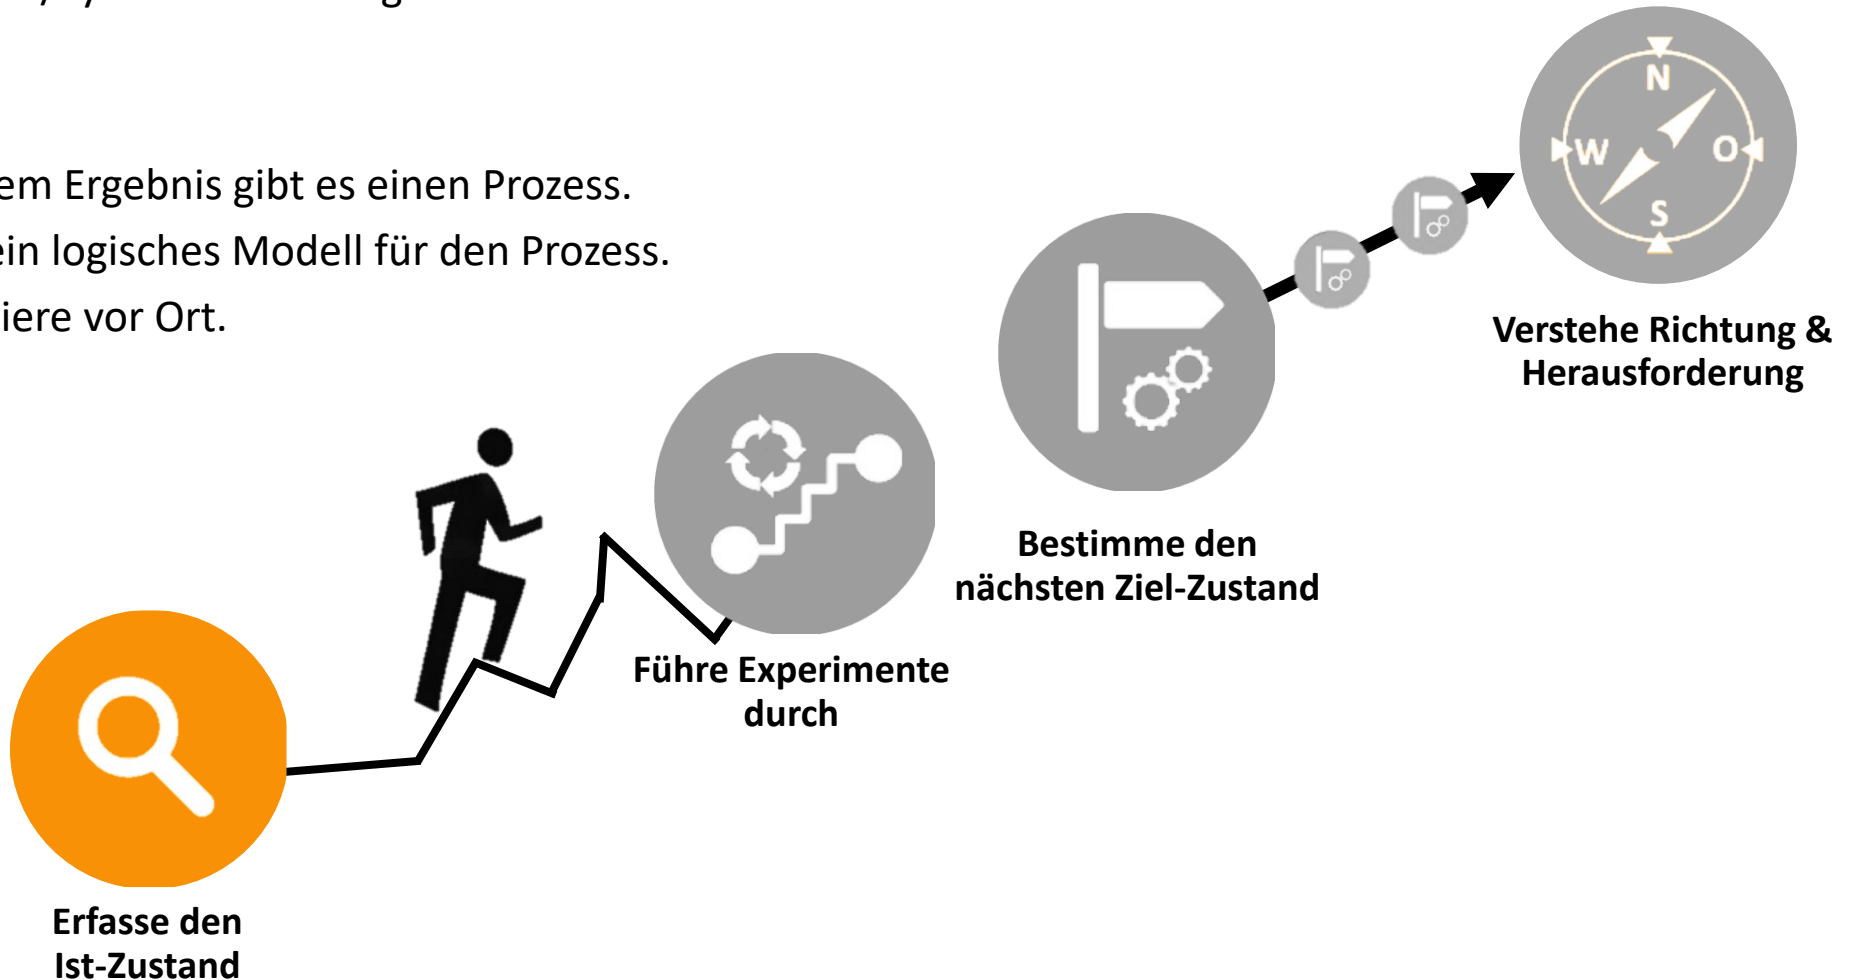 em Ergebnis gibt es einen Prozess.
ein logisches Modell für den Prozess.
tiere vor Ort.
N
W
O
S
Verstehe Richtung &
Herausforderung
Bestimme den
nächsten Ziel-Zustand
Führe Experimente
durch
Erfasse den
Ist-Zustand